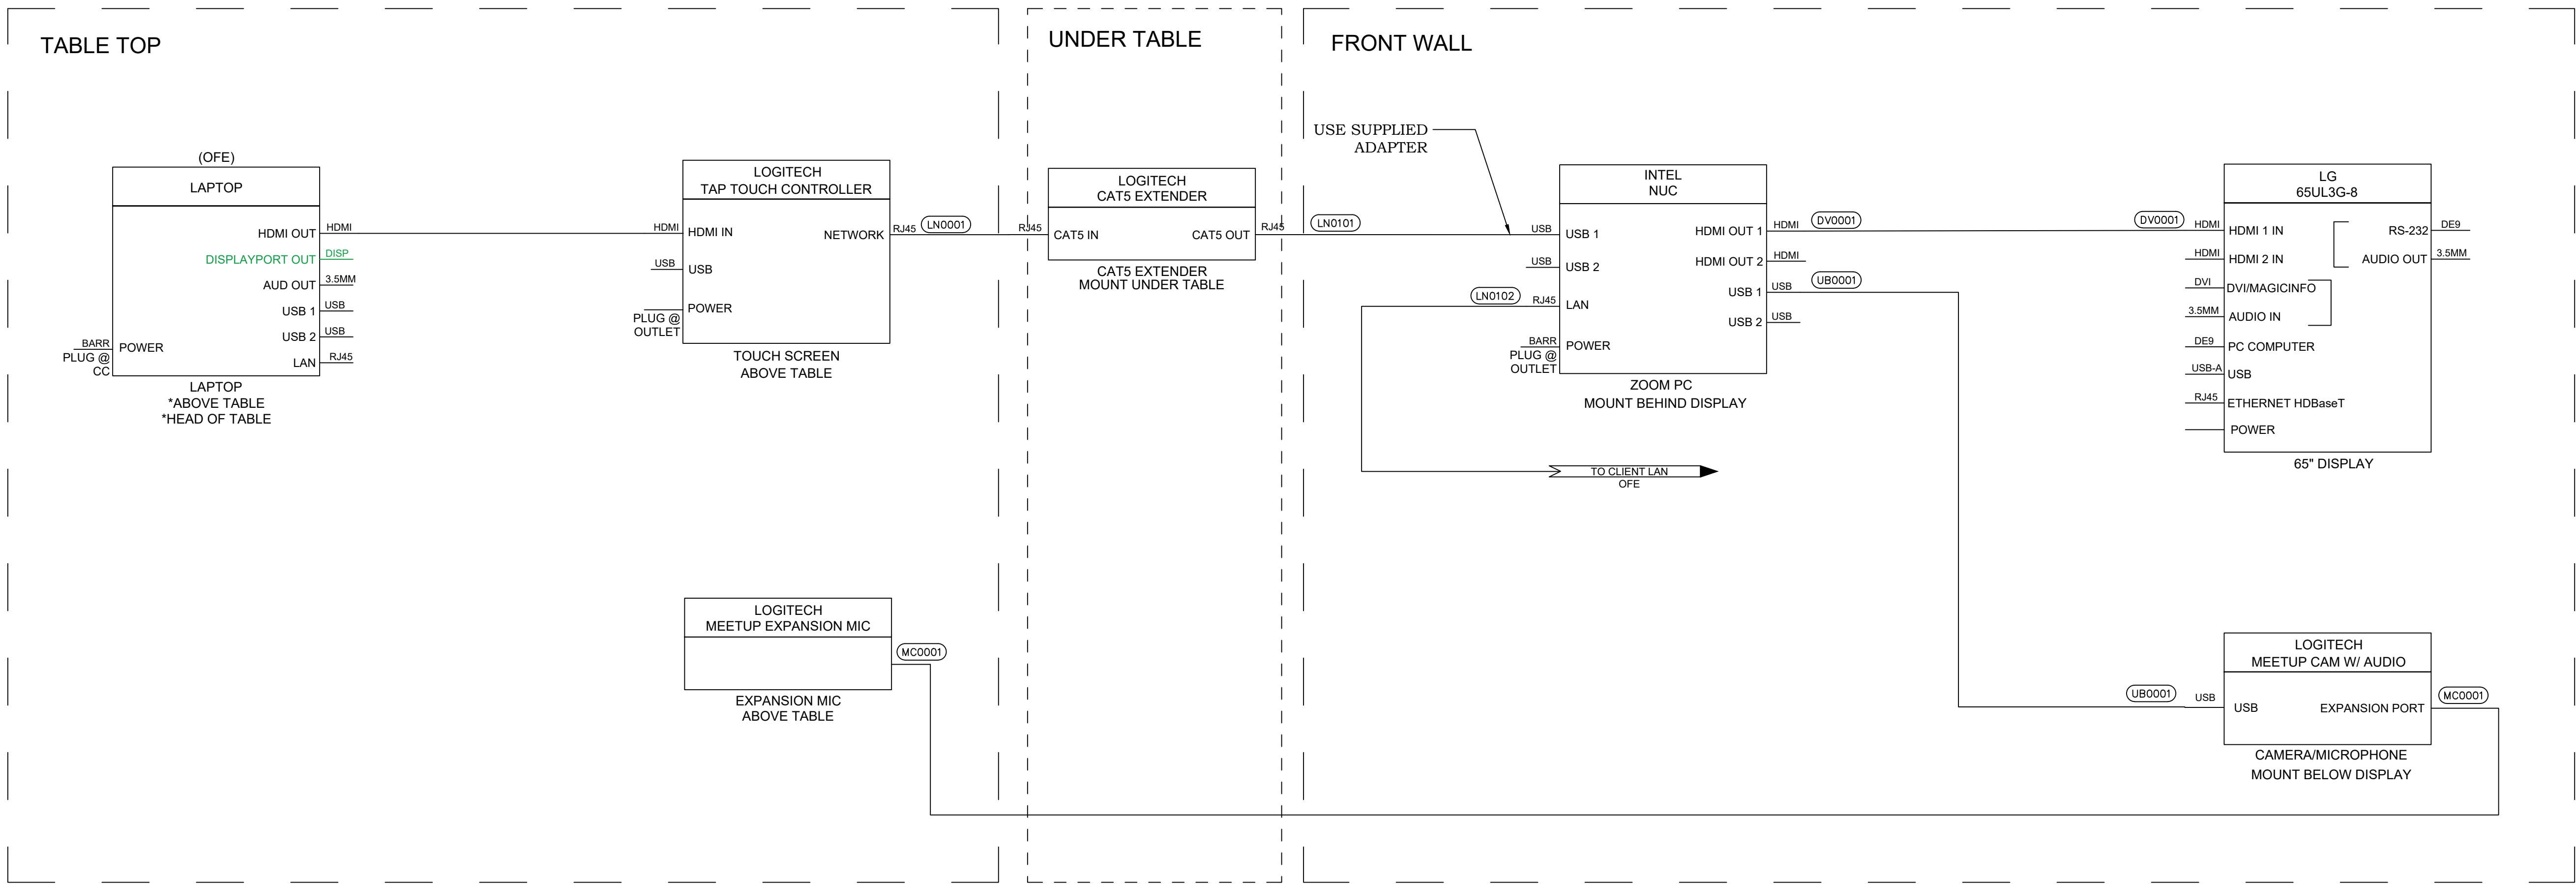 TABLE TOP
(OFE)
LAPTOP
HDMI OUT
HDMI
DISPLAYPORT OUT
DISP
AUD OUT
3.5MM
USB 1
USB
USB 2
USB
LAN
RJ45
BARR
POWER
PLUG @
CC
LAPTOP
*ABOVE TABLE
*HEAD OF TABLE
LOGITECH
TAP TOUCH CONTROLLER
HDMI
HDMI IN
USB
USB
POWER
PLUG @
OUTLET
NETWORK
RJ45
LN0001
TOUCH SCREEN
ABOVE TABLE
LOGITECH
MEETUP EXPANSION MIC
MC0001
EXPANSION MIC
ABOVE TABLE
UNDER TABLE
LOGITECH
CAT5 EXTENDER
RJ45
CAT5 IN
CAT5 OUT
RJ45
CAT5 EXTENDER
MOUNT UNDER TABLE
FRONT WALL
LN0101
USE SUPPLIED
ADAPTER
INTEL
NUC
USB
USB 1
USB
USB 2
LN0102
RJ45
LAN
BARR
POWER
PLUG @
OUTLET
HDMI OUT 1
HDMI
DV0001
HDMI OUT 2
HDMI
USB 1
USB
UB0001
USB 2
USB
ZOOM PC
MOUNT BEHIND DISPLAY
TO CLIENT LAN
OFE
LG
65UL3G-8
DV0001
HDMI
HDMI 1 IN
HDMI
HDMI 2 IN
DVI
DVI/MAGICINFO
3.5MM
AUDIO IN
DE9
PC COMPUTER
USB-A
USB
RJ45
ETHERNET HDBaseT
POWER
RS-232
DE9
AUDIO OUT
3.5MM
65" DISPLAY
LOGITECH
MEETUP CAM W/ AUDIO
UB0001
USB
USB
EXPANSION PORT
MC0001
CAMERA/MICROPHONE
MOUNT BELOW DISPLAY